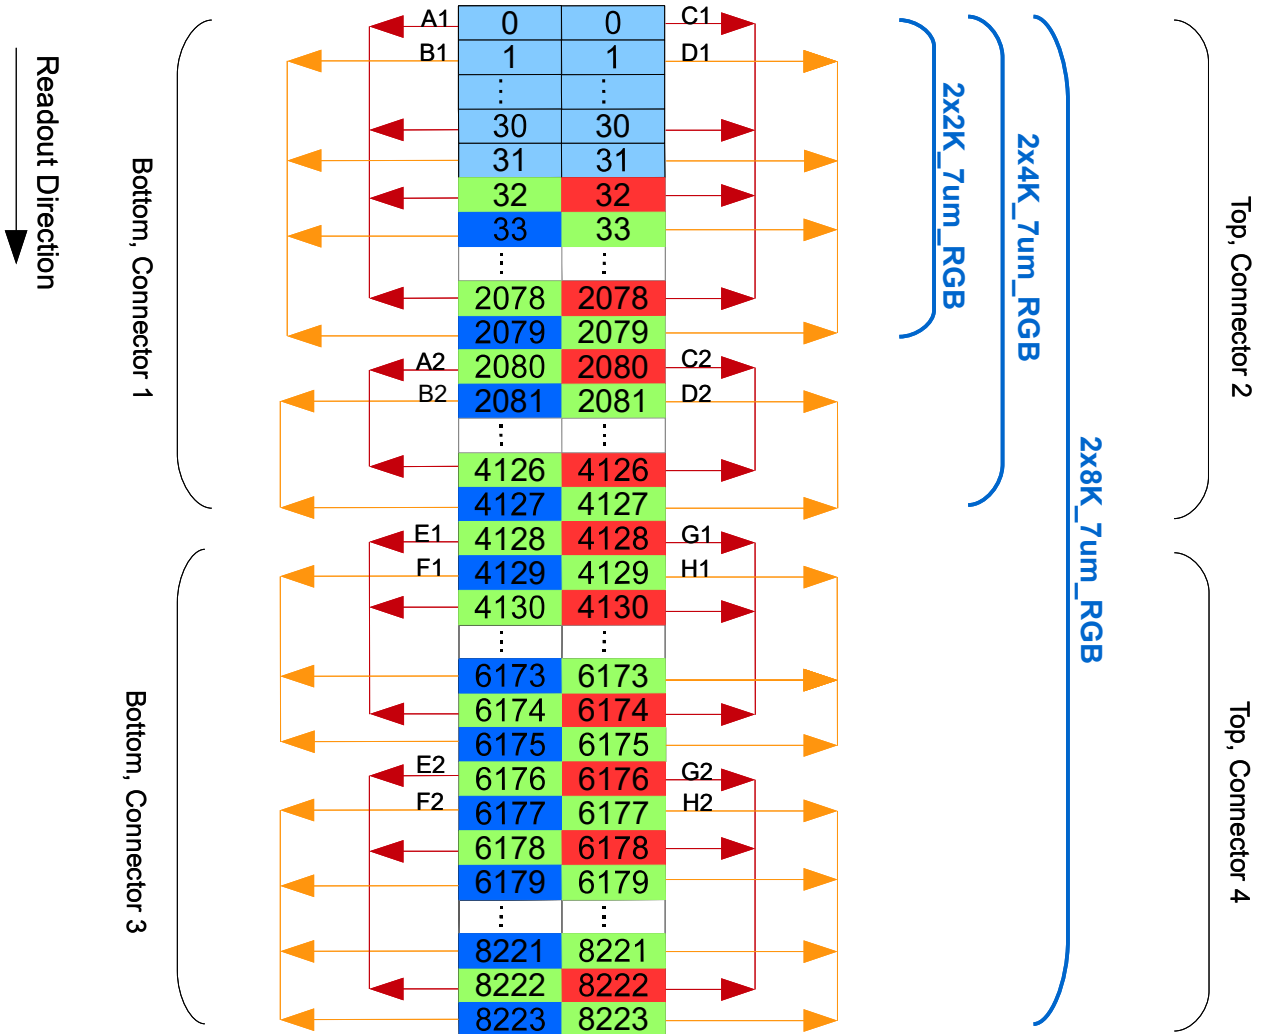 A1 0 0 C1
B1 1 1 D1
⋮ ⋮
30 30
31 31
32 32
33 33
⋮ ⋮
2078 2078
2079 2079
A2 2080 2080 C2
B2 2081 2081 D2
⋮ ⋮
4126 4126
4127 4127
E1 4128 4128 G1
F1 4129 4129 H1
4130 4130
⋮ ⋮
6173 6173
6174 6174
6175 6175
E2 6176 6176 G2
F2 6177 6177 H2
6178 6178
6179 6179
⋮ ⋮
8221 8221
8222 8222
8223 8223
Readout Direction
Bottom, Connector 1
Bottom, Connector 3
2x2K_7um_RGB
2x4K_7um_RGB
2x8K_7um_RGB
Top, Connector 2
Top, Connector 4